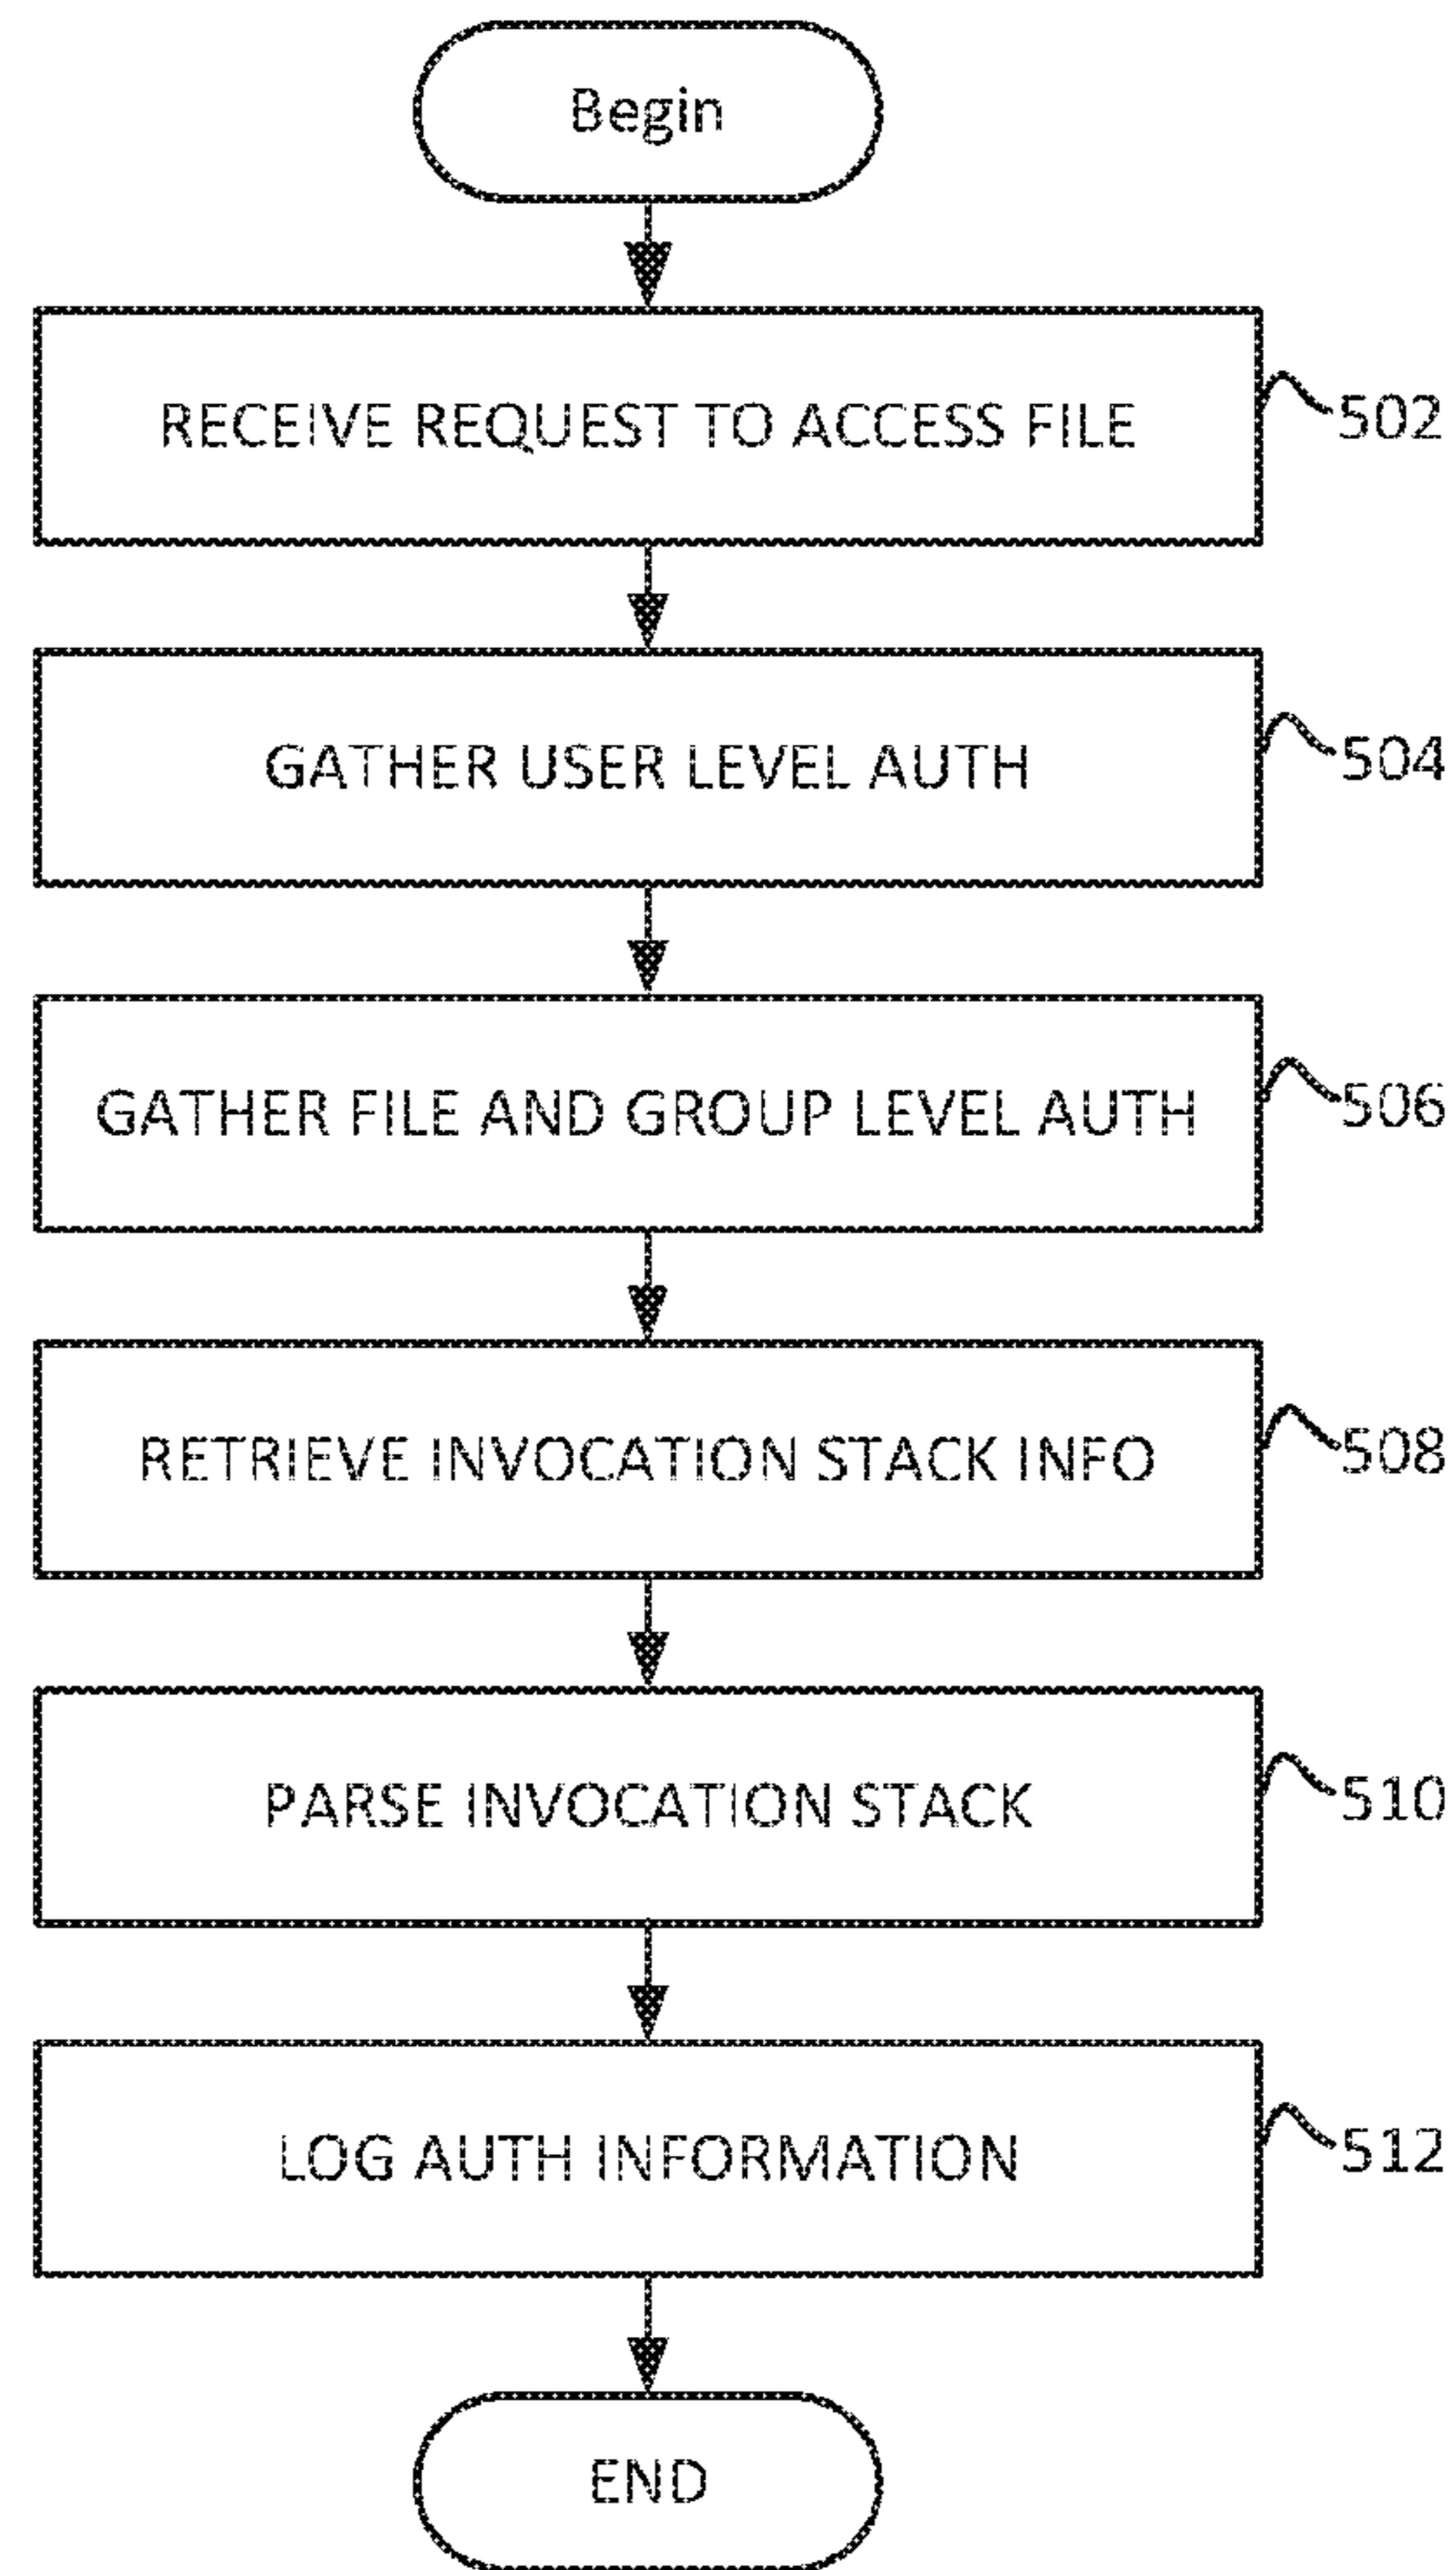 Begin
RECEIVE REQUEST TO ACCESS FILE
502
GATHER USER LEVEL AUTH
504
GATHER FILE AND GROUP LEVEL AUTH
506
RETRIEVE INVOCATION STACK INFO
508
PARSE INVOCATION STACK
510
LOG AUTH INFORMATION
512
END